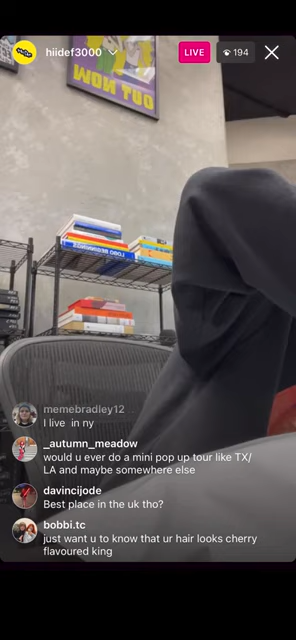 hiidef3000
LIVE
194
OUT NOW
LOGO BEGINNINGS
memebradley12
I live in ny
_autumn_meadow
would u ever do a mini pop up tour like TX/
LA and maybe somewhere else
davincijode
Best place in the uk tho?
bobbi.tc
just want u to know that ur hair looks cherry
flavoured king